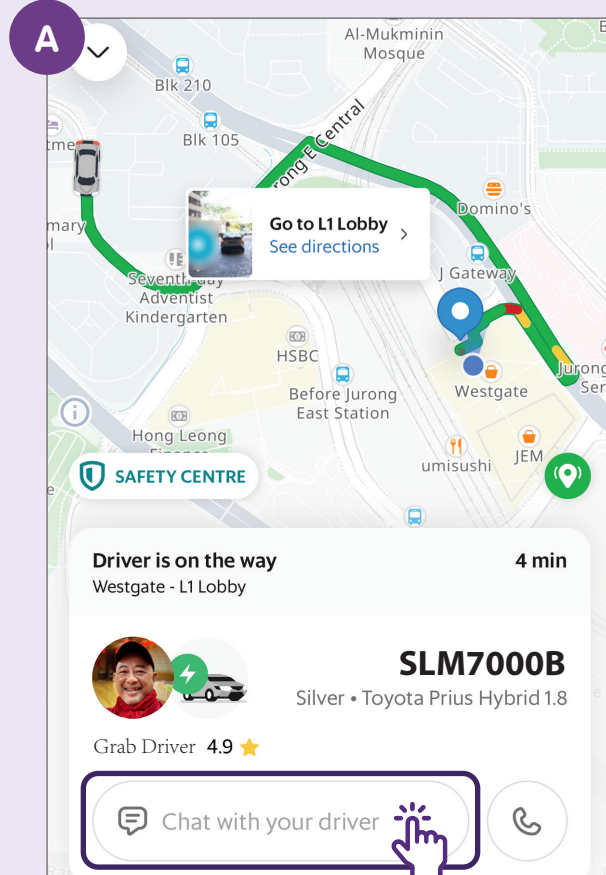 A
Al-Mukminin
Mosque
Blk 210
Blk 105
Jurong E Central
Go to L1 Lobby
See directions
Domino's
J Gateway
Seventh-day
Adventist
Kindergarten
HSBC
Before Jurong
East Station
Westgate
Jurong
Ser
Hong Leong
Finance
umisushi
JEM
SAFETY CENTRE
Driver is on the way
4 min
Westgate - L1 Lobby
SLM7000B
Silver • Toyota Prius Hybrid 1.8
Grab Driver 4.9
Chat with your driver